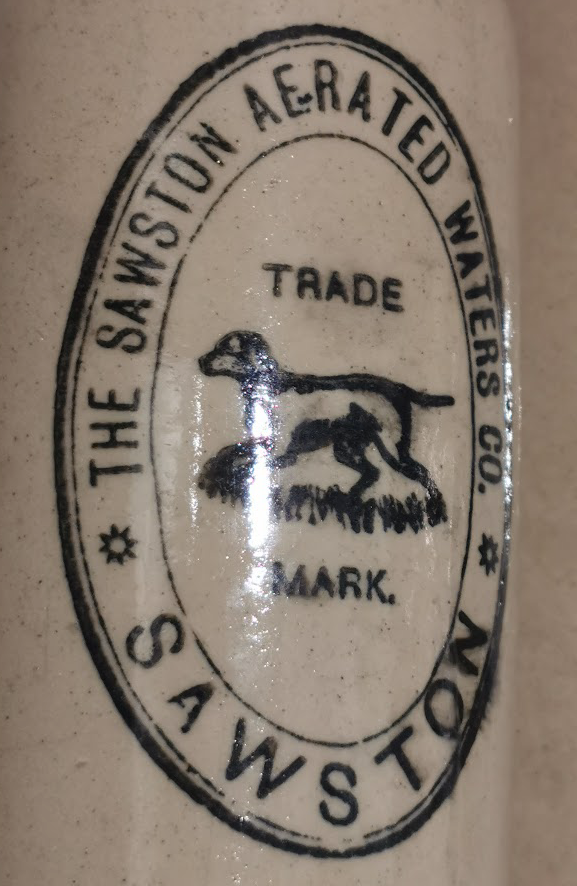 THE SAWSTON AERATED WATERS CO.
TRADE
MARK.
SAWSTON